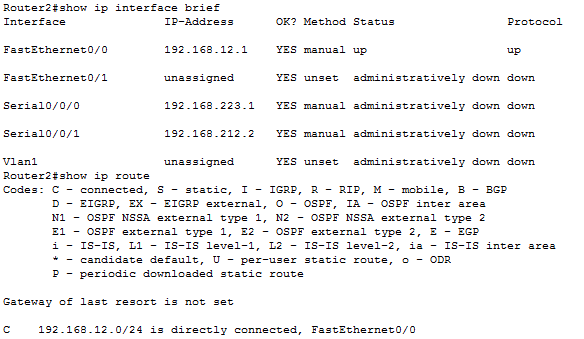 Router2#show ip interface brief
Interface IP-Address OK? Method Status Protocol
FastEthernet0/0 192.168.12.1 YES manual up up
FastEthernet0/1 unassigned YES unset administratively down down
Serial0/0/0 192.168.223.1 YES manual administratively down down
Serial0/0/1 192.168.212.2 YES manual administratively down down
Vlan1 unassigned YES unset administratively down down
Router2#show ip route
Codes: C - connected, S - static, I - IGRP, R - RIP, M - mobile, B - BGP
D - EIGRP, EX - EIGRP external, O - OSPF, IA - OSPF inter area
N1 - OSPF NSSA external type 1, N2 - OSPF NSSA external type 2
E1 - OSPF external type 1, E2 - OSPF external type 2, E - EGP
i - IS-IS, L1 - IS-IS level-1, L2 - IS-IS level-2, ia - IS-IS inter area
* - candidate default, U - per-user static route, o - ODR
P - periodic downloaded static route
Gateway of last resort is not set
C 192.168.12.0/24 is directly connected, FastEthernet0/0